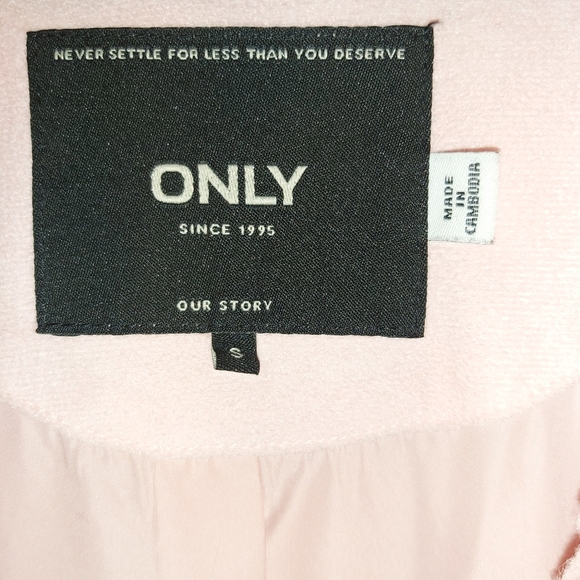 NEVER SETTLE FOR LESS THAN YOU DESERVE
ONLY
SINCE 1995
OUR STORY
S
MADE
IN
CAMBODIA